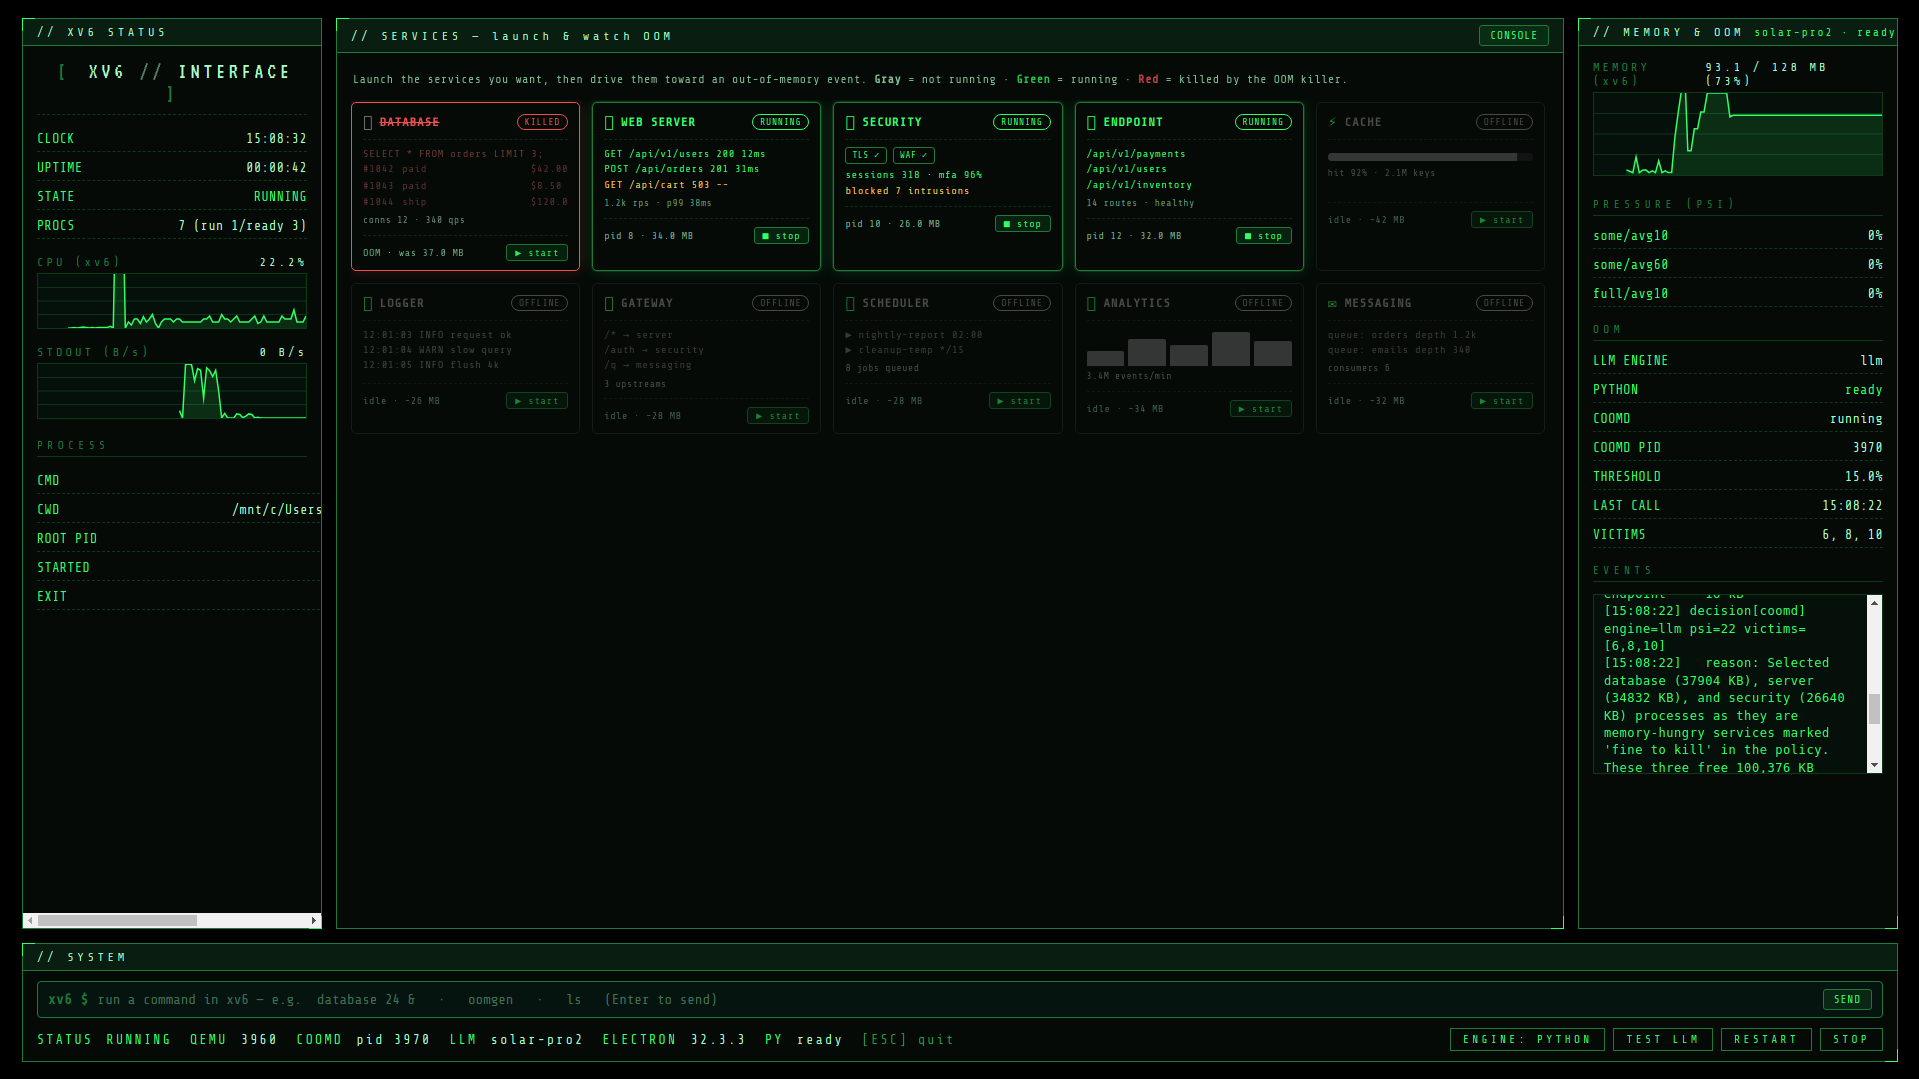 // XV6 STATUS
[ XV6 // INTERFACE ]
CLOCK 15:08:32
UPTIME 00:00:42
STATE RUNNING
PROCS 7 (run 1/ready 3)
CPU (xv6) 22.2%
STDOUT (B/s) 0 B/s
PROCESS
CMD
CWD /mnt/c/Users
ROOT PID
STARTED
EXIT
// SERVICES — launch & watch OOM CONSOLE
Launch the services you want, then drive them toward an out-of-memory event. Gray = not running · Green = running · Red = killed by the OOM killer.
DATABASE KILLED
SELECT * FROM orders LIMIT 3;
#1042 paid $42.00
#1043 paid $8.50
#1044 ship $120.0
conns 12 · 340 qps
OOM · was 37.0 MB ▶ start
WEB SERVER RUNNING
GET /api/v1/users 200 12ms
POST /api/orders 201 31ms
GET /api/cart 503 --
1.2k rps · p99 38ms
pid 8 · 34.0 MB ■ stop
SECURITY RUNNING
TLS ✓ WAF ✓
sessions 318 · mfa 96%
blocked 7 intrusions
pid 10 · 26.0 MB ■ stop
ENDPOINT RUNNING
/api/v1/payments
/api/v1/users
/api/v1/inventory
14 routes · healthy
pid 12 · 32.0 MB ■ stop
⚡ CACHE OFFLINE
hit 92% · 2.1M keys
idle · ~42 MB ▶ start
LOGGER OFFLINE
12:01:03 INFO request ok
12:01:04 WARN slow query
12:01:05 INFO flush 4k
idle · ~26 MB ▶ start
GATEWAY OFFLINE
/* → server
/auth → security
/q → messaging
3 upstreams
idle · ~28 MB ▶ start
SCHEDULER OFFLINE
▶ nightly-report 02:00
▶ cleanup-temp */15
8 jobs queued
idle · ~28 MB ▶ start
ANALYTICS OFFLINE
3.4M events/min
idle · ~34 MB ▶ start
✉ MESSAGING OFFLINE
queue: orders depth 1.2k
queue: emails depth 340
consumers 6
idle · ~32 MB ▶ start
// MEMORY & OOM solar-pro2 · ready
MEMORY (xv6) 93.1 / 128 MB (73%)
PRESSURE (PSI)
some/avg10 0%
some/avg60 0%
full/avg10 0%
OOM
LLM ENGINE llm
PYTHON ready
COOMD running
COOMD PID 3970
THRESHOLD 15.0%
LAST CALL 15:08:22
VICTIMS 6, 8, 10
EVENTS
endpoint 16 KB
[15:08:22] decision[coomd]
engine=llm psi=22 victims=
[6,8,10]
[15:08:22] reason: Selected
database (37904 KB), server
(34832 KB), and security (26640
KB) processes as they are
memory-hungry services marked
'fine to kill' in the policy.
These three free 100,376 KB
// SYSTEM
xv6 $ run a command in xv6 — e.g. database 24 & · oomgen · ls (Enter to send) SEND
STATUS RUNNING QEMU 3960 COOMD pid 3970 LLM solar-pro2 ELECTRON 32.3.3 PY ready [ESC] quit ENGINE: PYTHON TEST LLM RESTART STOP